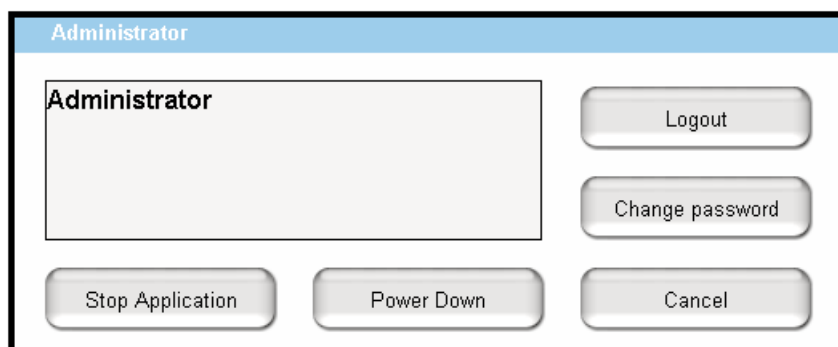 Administrator
Administrator
Logout
Change password
Stop Application
Power Down
Cancel